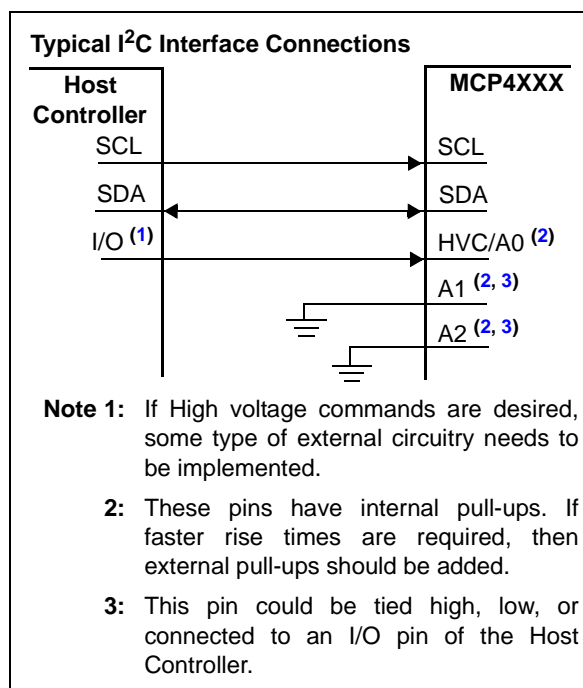 Typical I²C Interface Connections
Host
Controller
MCP4XXX
SCL
SCL
SDA
SDA
I/O (1)
HVC/A0 (2)
A1 (2, 3)
A2 (2, 3)
Note 1: If High voltage commands are desired,
some type of external circuitry needs to
be implemented.
2: These pins have internal pull-ups. If
faster rise times are required, then
external pull-ups should be added.
3: This pin could be tied high, low, or
connected to an I/O pin of the Host
Controller.